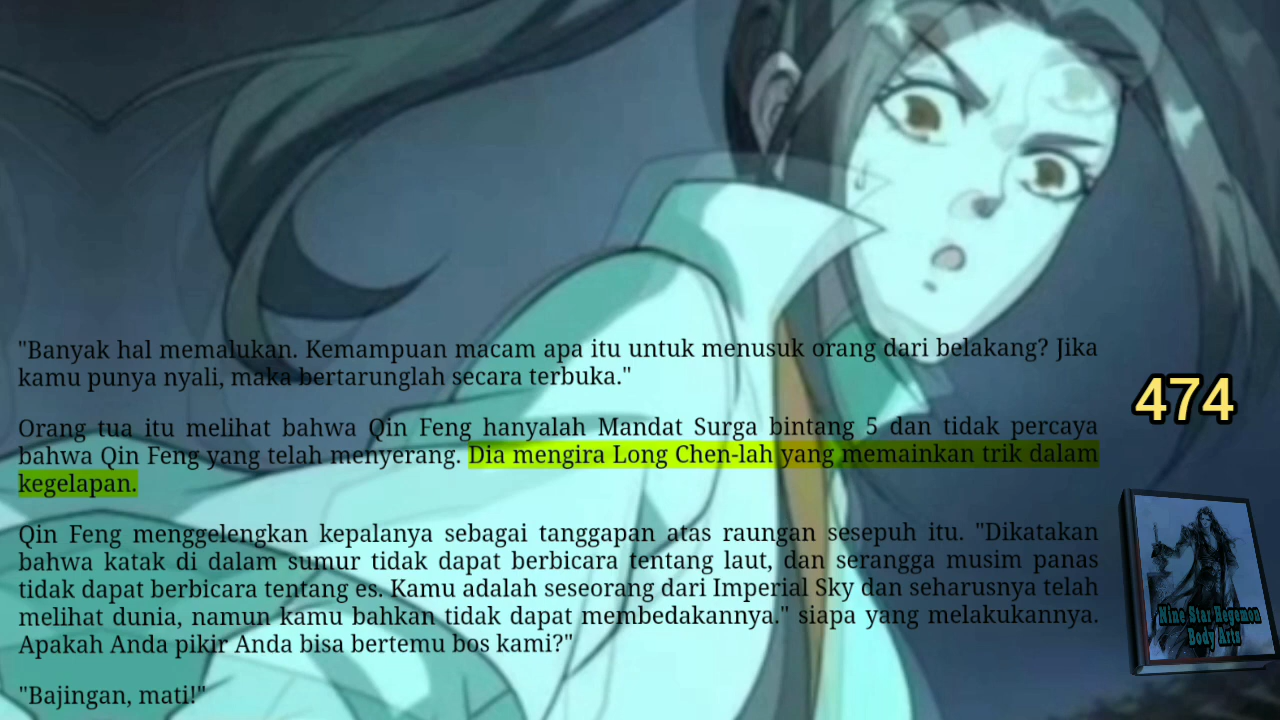 "Banyak hal memalukan. Kemampuan macam apa itu untuk menusuk orang dari belakang? Jika
kamu punya nyali, maka bertarunglah secara terbuka."
Orang tua itu melihat bahwa Qin Feng hanyalah Mandat Surga bintang 5 dan tidak percaya
bahwa Qin Feng yang telah menyerang. Dia mengira Long Chen-lah yang memainkan trik dalam
kegelapan.
Qin Feng menggelengkan kepalanya sebagai tanggapan atas raungan sesepuh itu. "Dikatakan
bahwa katak di dalam sumur tidak dapat berbicara tentang laut, dan serangga musim panas
tidak dapat berbicara tentang es. Kamu adalah seseorang dari Imperial Sky dan seharusnya telah
melihat dunia, namun kamu bahkan tidak dapat membedakannya." siapa yang melakukannya.
Apakah Anda pikir Anda bisa bertemu bos kami?"
"Bajingan, mati!"
474
Nine Star Hegemon
Body Arts